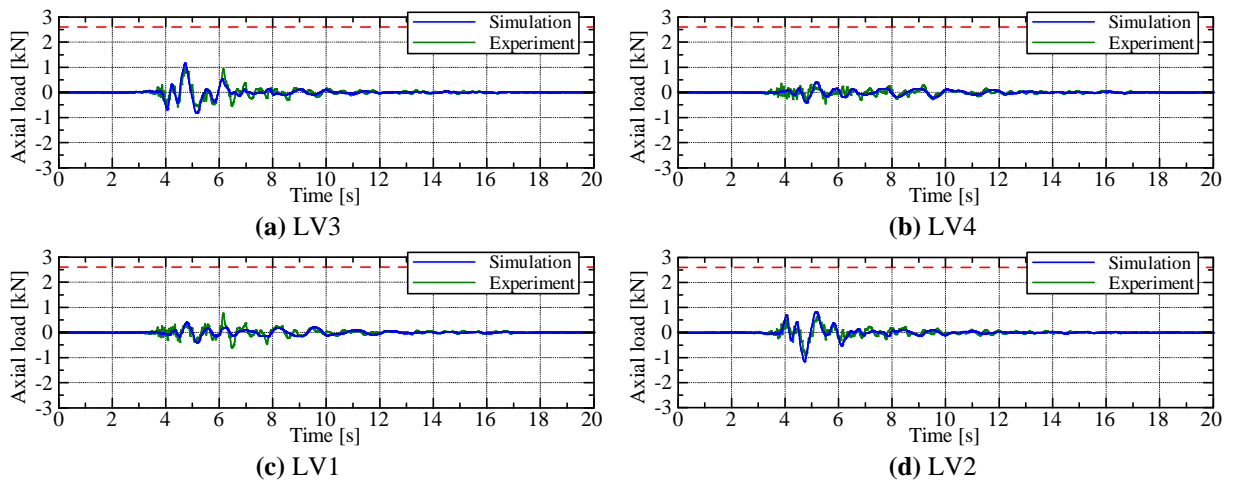 3
2
1
0
-1
-2
-3
Axial load [kN]
Simulation
Experiment
0 2 4 6 8 10 12 14 16 18 20
Time [s]
(a) LV3
3
2
1
0
-1
-2
-3
Axial load [kN]
Simulation
Experiment
0 2 4 6 8 10 12 14 16 18 20
Time [s]
(b) LV4
3
2
1
0
-1
-2
-3
Axial load [kN]
Simulation
Experiment
0 2 4 6 8 10 12 14 16 18 20
Time [s]
(c) LV1
3
2
1
0
-1
-2
-3
Axial load [kN]
Simulation
Experiment
0 2 4 6 8 10 12 14 16 18 20
Time [s]
(d) LV2